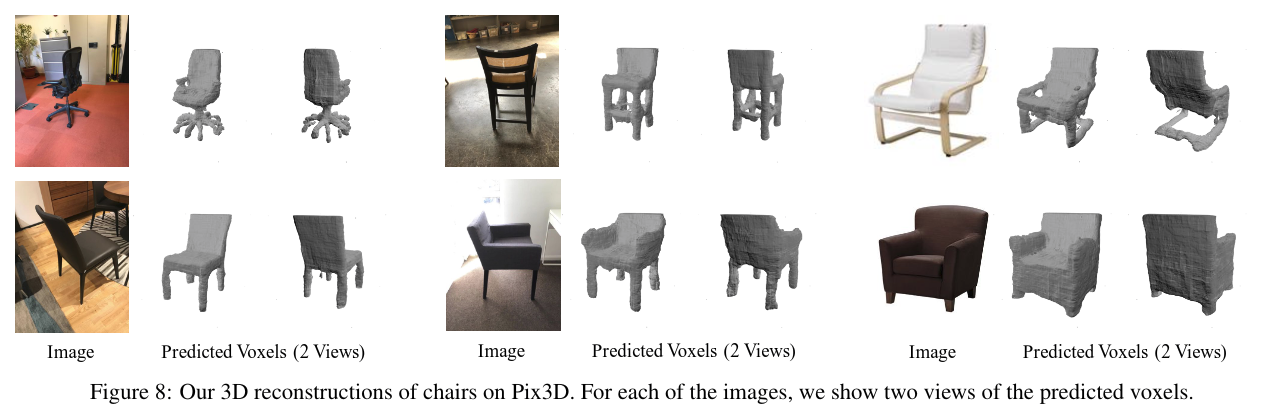 Image
Predicted Voxels (2 Views)
Image
Predicted Voxels (2 Views)
Image
Predicted Voxels (2 Views)
Figure 8: Our 3D reconstructions of chairs on Pix3D. For each of the images, we show two views of the predicted voxels.